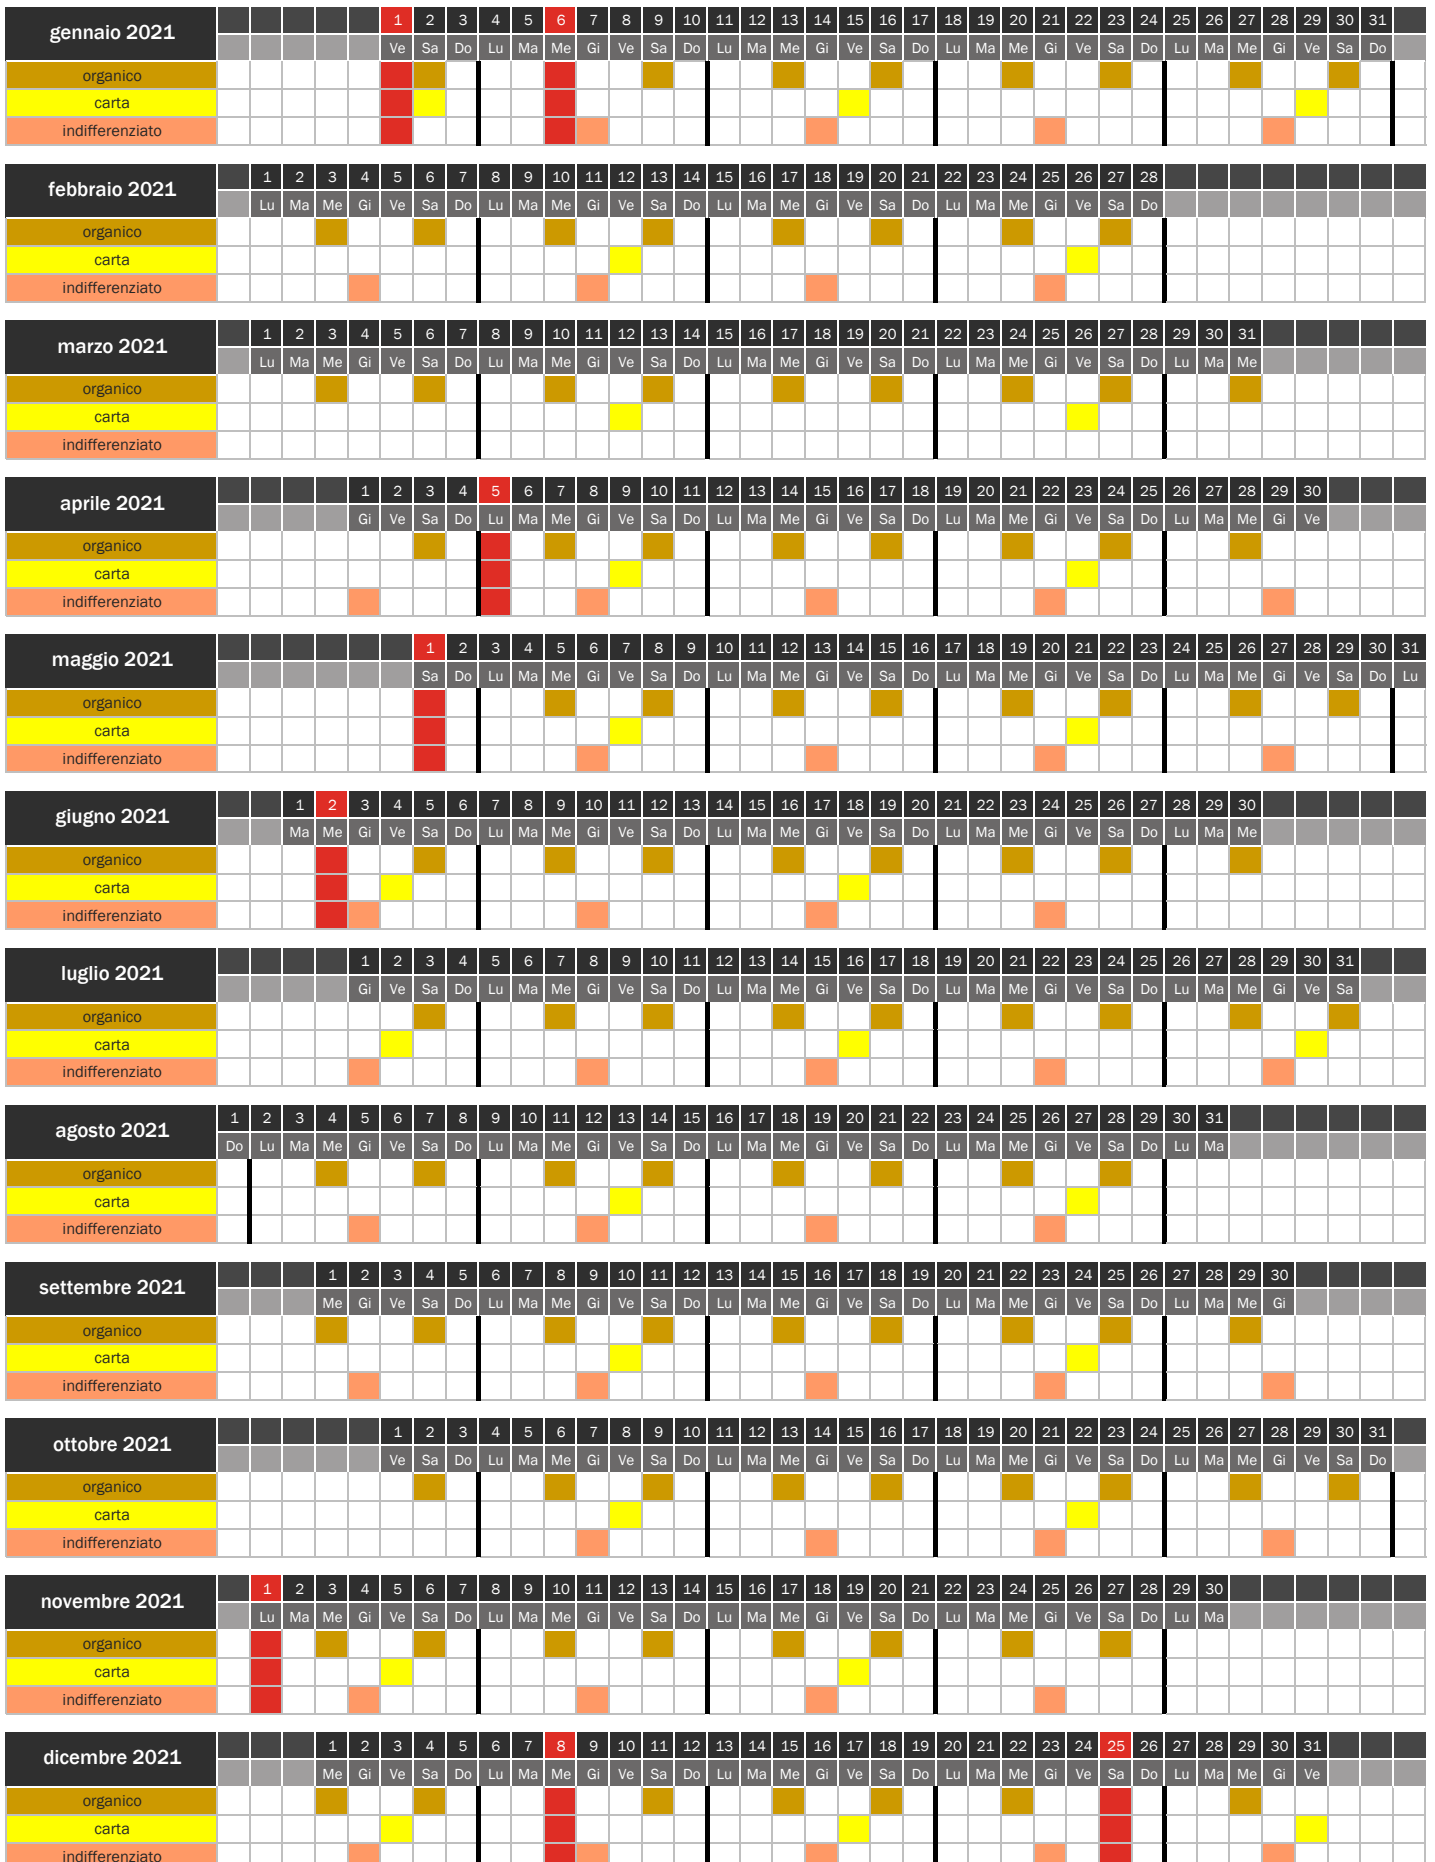 gennaio 2021 1 2 3 4 5 6 7 8 9 10 11 12 13 14 15 16 17 18 19 20 21 22 23 24 25 26 27 28 29 30 31
Ve Sa Do Lu Ma Me Gi Ve Sa Do Lu Ma Me Gi Ve Sa Do Lu Ma Me Gi Ve Sa Do Lu Ma Me Gi Ve Sa Do
organico
carta
indifferenziato
febbraio 2021 1 2 3 4 5 6 7 8 9 10 11 12 13 14 15 16 17 18 19 20 21 22 23 24 25 26 27 28
Lu Ma Me Gi Ve Sa Do Lu Ma Me Gi Ve Sa Do Lu Ma Me Gi Ve Sa Do Lu Ma Me Gi Ve Sa Do
organico
carta
indifferenziato
marzo 2021 1 2 3 4 5 6 7 8 9 10 11 12 13 14 15 16 17 18 19 20 21 22 23 24 25 26 27 28 29 30 31
Lu Ma Me Gi Ve Sa Do Lu Ma Me Gi Ve Sa Do Lu Ma Me Gi Ve Sa Do Lu Ma Me Gi Ve Sa Do Lu Ma Me
organico
carta
indifferenziato
aprile 2021 1 2 3 4 5 6 7 8 9 10 11 12 13 14 15 16 17 18 19 20 21 22 23 24 25 26 27 28 29 30
Gi Ve Sa Do Lu Ma Me Gi Ve Sa Do Lu Ma Me Gi Ve Sa Do Lu Ma Me Gi Ve Sa Do Lu Ma Me Gi Ve
organico
carta
indifferenziato
maggio 2021 1 2 3 4 5 6 7 8 9 10 11 12 13 14 15 16 17 18 19 20 21 22 23 24 25 26 27 28 29 30 31
Sa Do Lu Ma Me Gi Ve Sa Do Lu Ma Me Gi Ve Sa Do Lu Ma Me Gi Ve Sa Do Lu Ma Me Gi Ve Sa Do Lu
organico
carta
indifferenziato
giugno 2021 1 2 3 4 5 6 7 8 9 10 11 12 13 14 15 16 17 18 19 20 21 22 23 24 25 26 27 28 29 30
Ma Me Gi Ve Sa Do Lu Ma Me Gi Ve Sa Do Lu Ma Me Gi Ve Sa Do Lu Ma Me Gi Ve Sa Do Lu Ma Me
organico
carta
indifferenziato
luglio 2021 1 2 3 4 5 6 7 8 9 10 11 12 13 14 15 16 17 18 19 20 21 22 23 24 25 26 27 28 29 30 31
Gi Ve Sa Do Lu Ma Me Gi Ve Sa Do Lu Ma Me Gi Ve Sa Do Lu Ma Me Gi Ve Sa Do Lu Ma Me Gi Ve Sa
organico
carta
indifferenziato
agosto 2021 1 2 3 4 5 6 7 8 9 10 11 12 13 14 15 16 17 18 19 20 21 22 23 24 25 26 27 28 29 30 31
Do Lu Ma Me Gi Ve Sa Do Lu Ma Me Gi Ve Sa Do Lu Ma Me Gi Ve Sa Do Lu Ma Me Gi Ve Sa Do Lu Ma
organico
carta
indifferenziato
settembre 2021 1 2 3 4 5 6 7 8 9 10 11 12 13 14 15 16 17 18 19 20 21 22 23 24 25 26 27 28 29 30
Me Gi Ve Sa Do Lu Ma Me Gi Ve Sa Do Lu Ma Me Gi Ve Sa Do Lu Ma Me Gi Ve Sa Do Lu Ma Me Gi
organico
carta
indifferenziato
ottobre 2021 1 2 3 4 5 6 7 8 9 10 11 12 13 14 15 16 17 18 19 20 21 22 23 24 25 26 27 28 29 30 31
Ve Sa Do Lu Ma Me Gi Ve Sa Do Lu Ma Me Gi Ve Sa Do Lu Ma Me Gi Ve Sa Do Lu Ma Me Gi Ve Sa Do
organico
carta
indifferenziato
novembre 2021 1 2 3 4 5 6 7 8 9 10 11 12 13 14 15 16 17 18 19 20 21 22 23 24 25 26 27 28 29 30
Lu Ma Me Gi Ve Sa Do Lu Ma Me Gi Ve Sa Do Lu Ma Me Gi Ve Sa Do Lu Ma Me Gi Ve Sa Do Lu Ma
organico
carta
indifferenziato
dicembre 2021 1 2 3 4 5 6 7 8 9 10 11 12 13 14 15 16 17 18 19 20 21 22 23 24 25 26 27 28 29 30 31
Me Gi Ve Sa Do Lu Ma Me Gi Ve Sa Do Lu Ma Me Gi Ve Sa Do Lu Ma Me Gi Ve Sa Do Lu Ma Me Gi Ve
organico
carta
indifferenziato